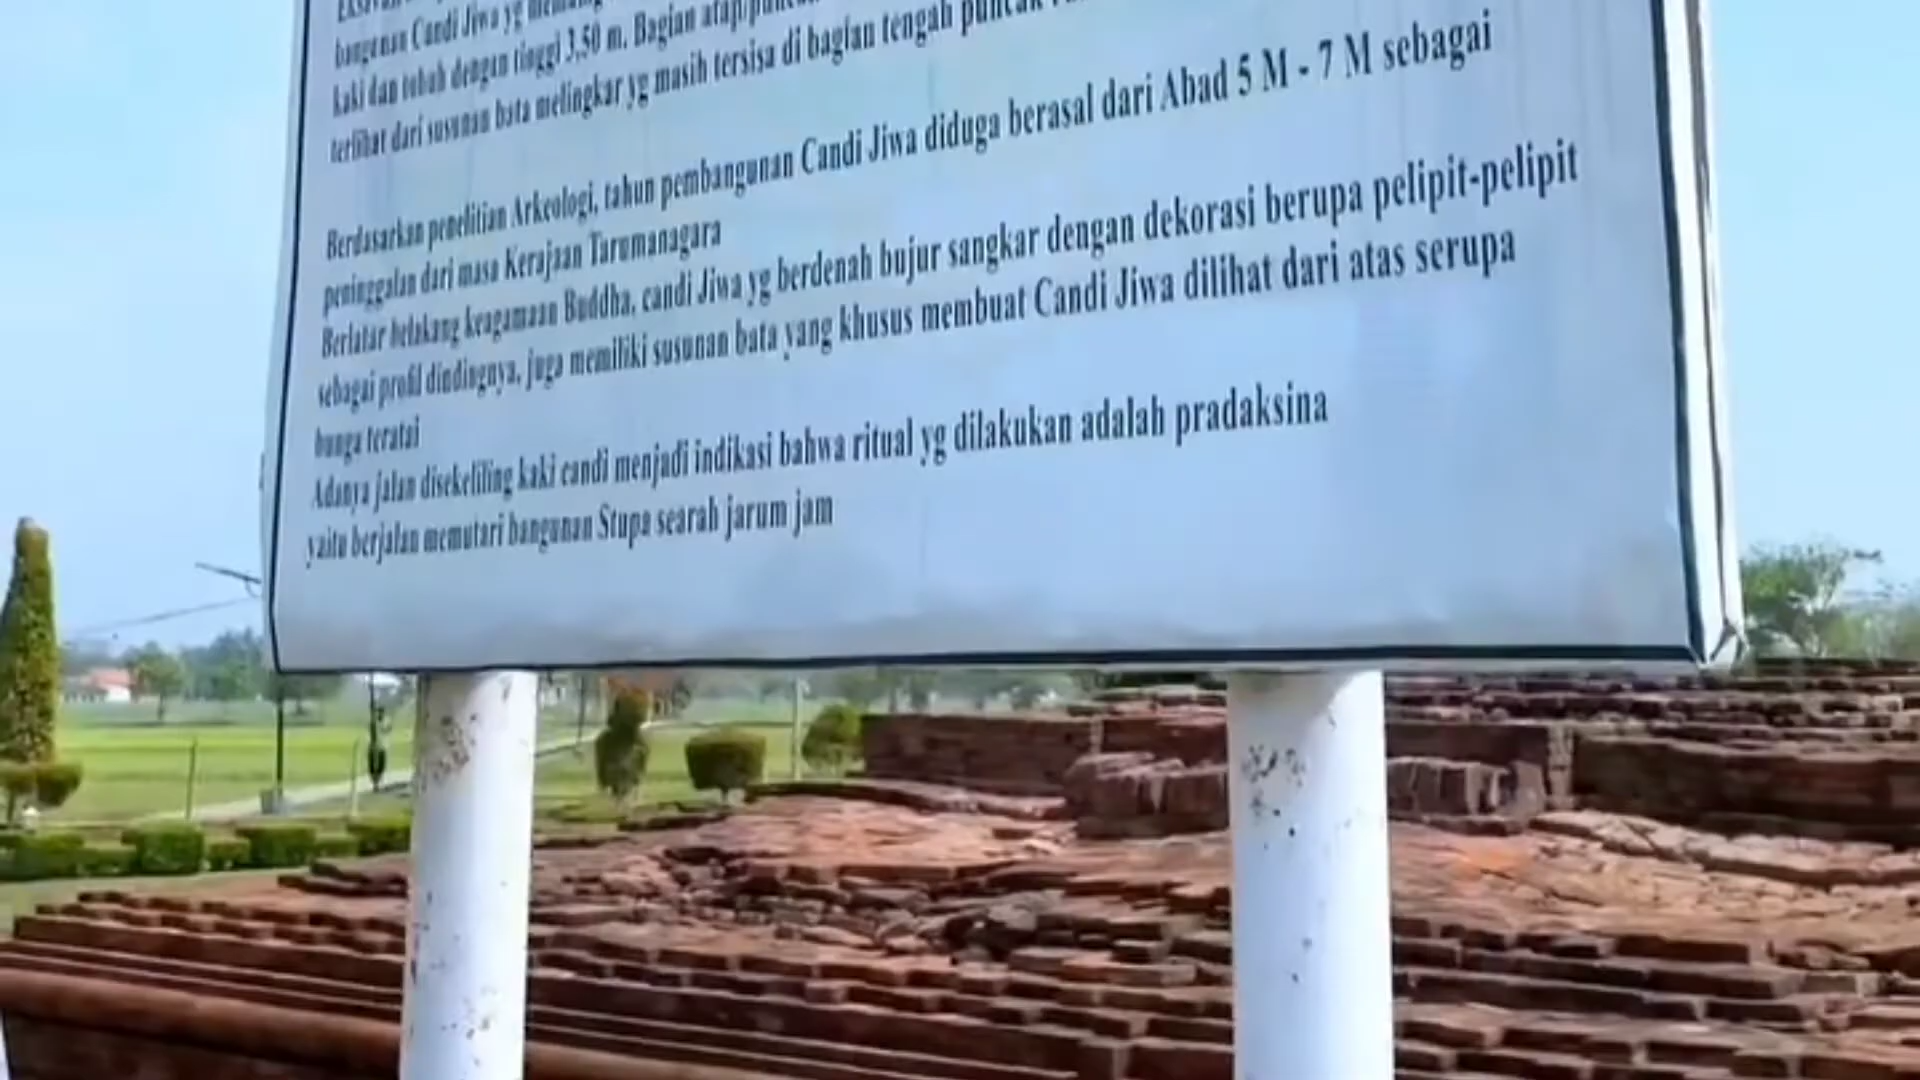 bangunan Candi Jiwa yg
kaki dan tubuh dengan tinggi 3,50 m. Bagian
terlihat dari susunan bata melingkar yg masih tersisa di bagian tengah puncak
Berdasarkan penelitian Arkeologi, tahun pembangunan Candi Jiwa diduga berasal dari Abad 5 M - 7 M sebagai
peninggalan dari masa Kerajaan Tarumanagara
Berlatar belakang keagamaan Buddha, candi Jiwa yg berdenah bujur sangkar dengan dekorasi berupa pelipit-pelipit
sebagai profil dindingnya, juga memiliki susunan bata yang khusus membuat Candi Jiwa dilihat dari atas serupa
bunga teratai
Adanya jalan disekeliling kaki candi menjadi indikasi bahwa ritual yg dilakukan adalah pradaksina
yaitu berjalan memutari bangunan Stupa searah jarum jam